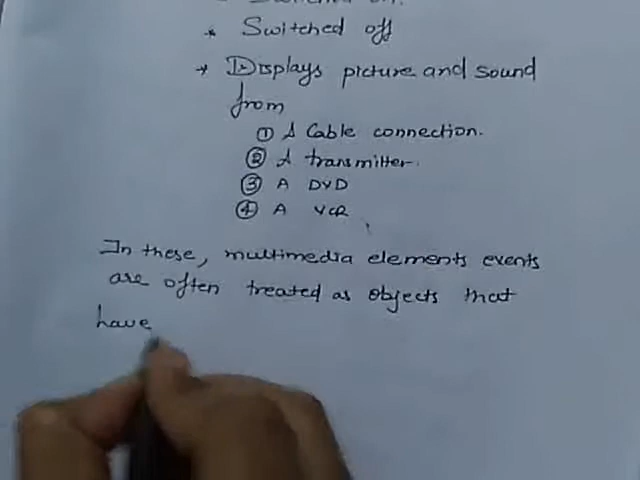 * Switched off
→ Displays picture and sound
from
① A Cable connection.
② A transmitter.
③ A DVD
④ A VCR
In these, multimedia elements events
are often treated as objects that
have